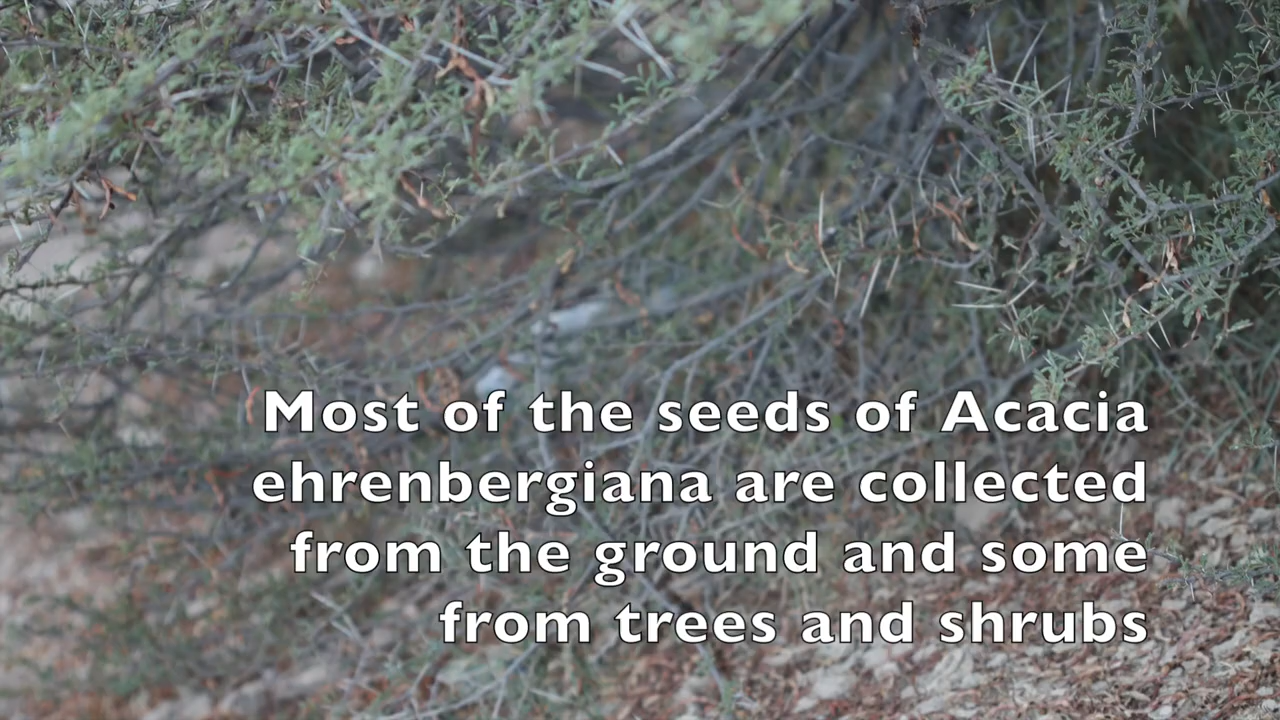 Most of the seeds of Acacia
ehrenbergiana are collected
from the ground and some
from trees and shrubs